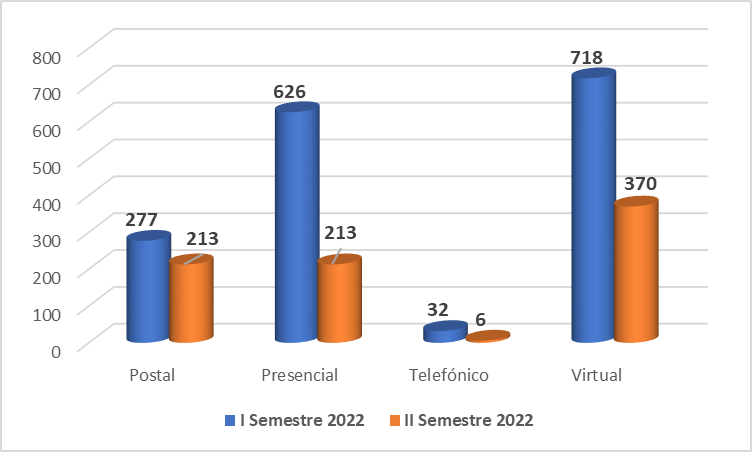 800
700
600
500
400
300
200
100
0
277
213
626
213
32
6
718
370
Postal
Presencial
Telefónico
Virtual
I Semestre 2022
II Semestre 2022